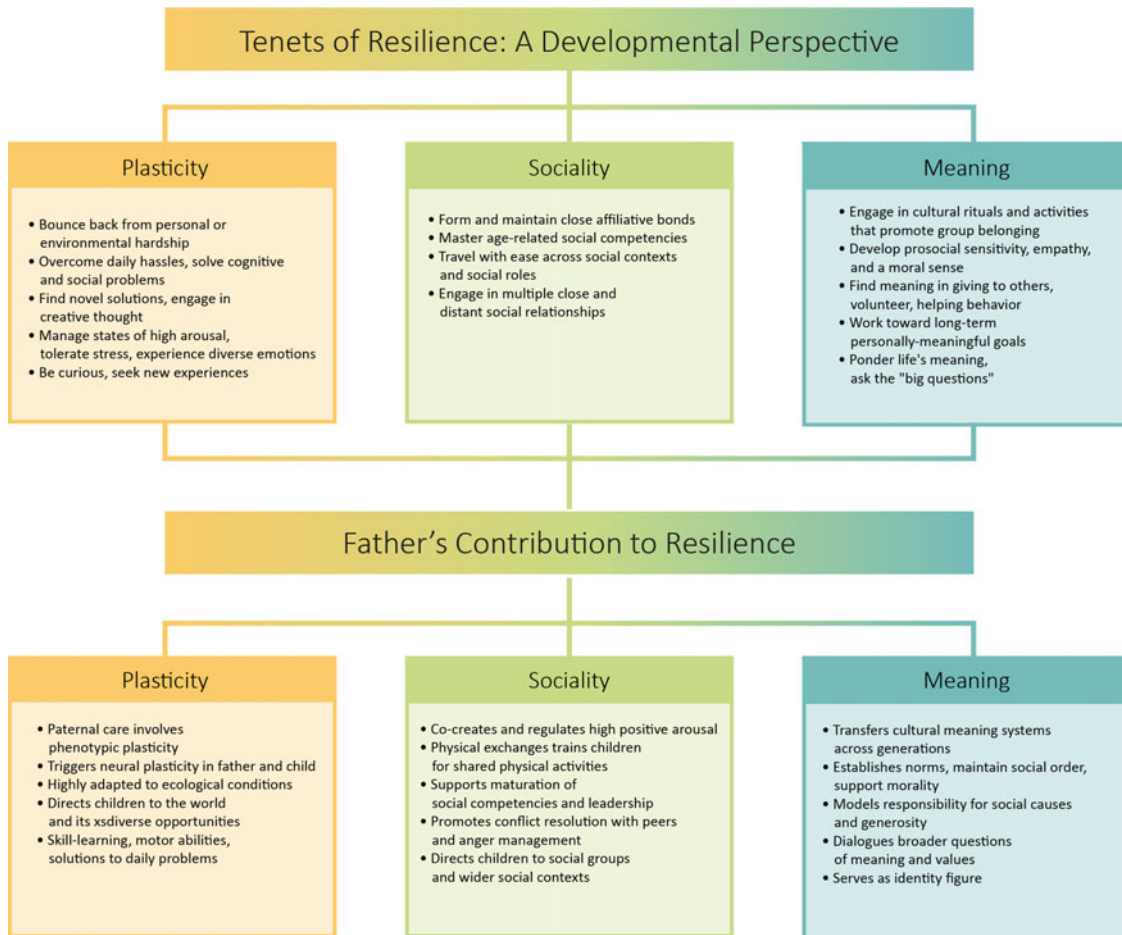 Tenets of Resilience: A Developmental Perspective
Plasticity
• Bounce back from personal or
environmental hardship
• Overcome daily hassles, solve cognitive
and social problems
• Find novel solutions, engage in
creative thought
• Manage states of high arousal,
tolerate stress, experience diverse emotions
• Be curious, seek new experiences
Sociality
• Form and maintain close affiliative bonds
• Master age-related social competencies
• Travel with ease across social contexts
and social roles
• Engage in multiple close and
distant social relationships
Meaning
• Engage in cultural rituals and activities
that promote group belonging
• Develop prosocial sensitivity, empathy,
and a moral sense
• Find meaning in giving to others,
volunteer, helping behavior
• Work toward long-term
personally-meaningful goals
• Ponder life's meaning,
ask the "big questions"
Father’s Contribution to Resilience
Plasticity
• Paternal care involves
phenotypic plasticity
• Triggers neural plasticity in father and child
• Highly adapted to ecological conditions
• Directs children to the world
and its xsdiverse opportunities
• Skill-learning, motor abilities,
solutions to daily problems
Sociality
• Co-creates and regulates high positive arousal
• Physical exchanges trains children
for shared physical activities
• Supports maturation of
social competencies and leadership
• Promotes conflict resolution with peers
and anger management
• Directs children to social groups
and wider social contexts
Meaning
• Transfers cultural meaning systems
across generations
• Establishes norms, maintain social order,
support morality
• Models responsibility for social causes
and generosity
• Dialogues broader questions
of meaning and values
• Serves as identity figure